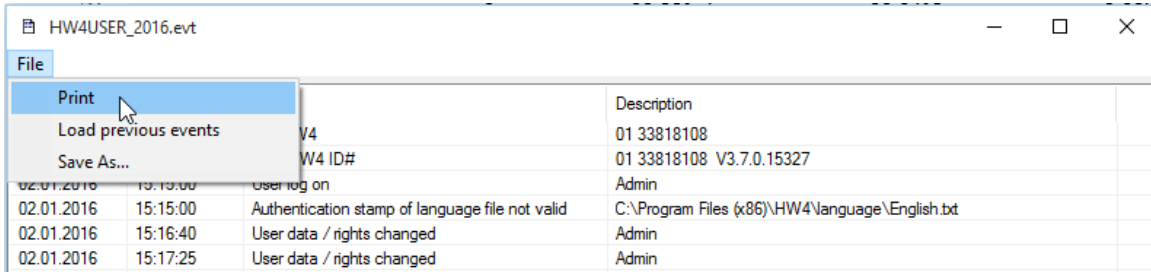 HW4USER_2016.evt
File
Print
Description
Load previous events
01 33818108
Save As...
W4 ID#
01 33818108 V3.7.0.15327
02.01.2016 15:15:00 User log on Admin
02.01.2016 15:15:00 Authentication stamp of language file not valid C:\Program Files (x86)\HW4\language\English.txt
02.01.2016 15:16:40 User data / rights changed Admin
02.01.2016 15:17:25 User data / rights changed Admin